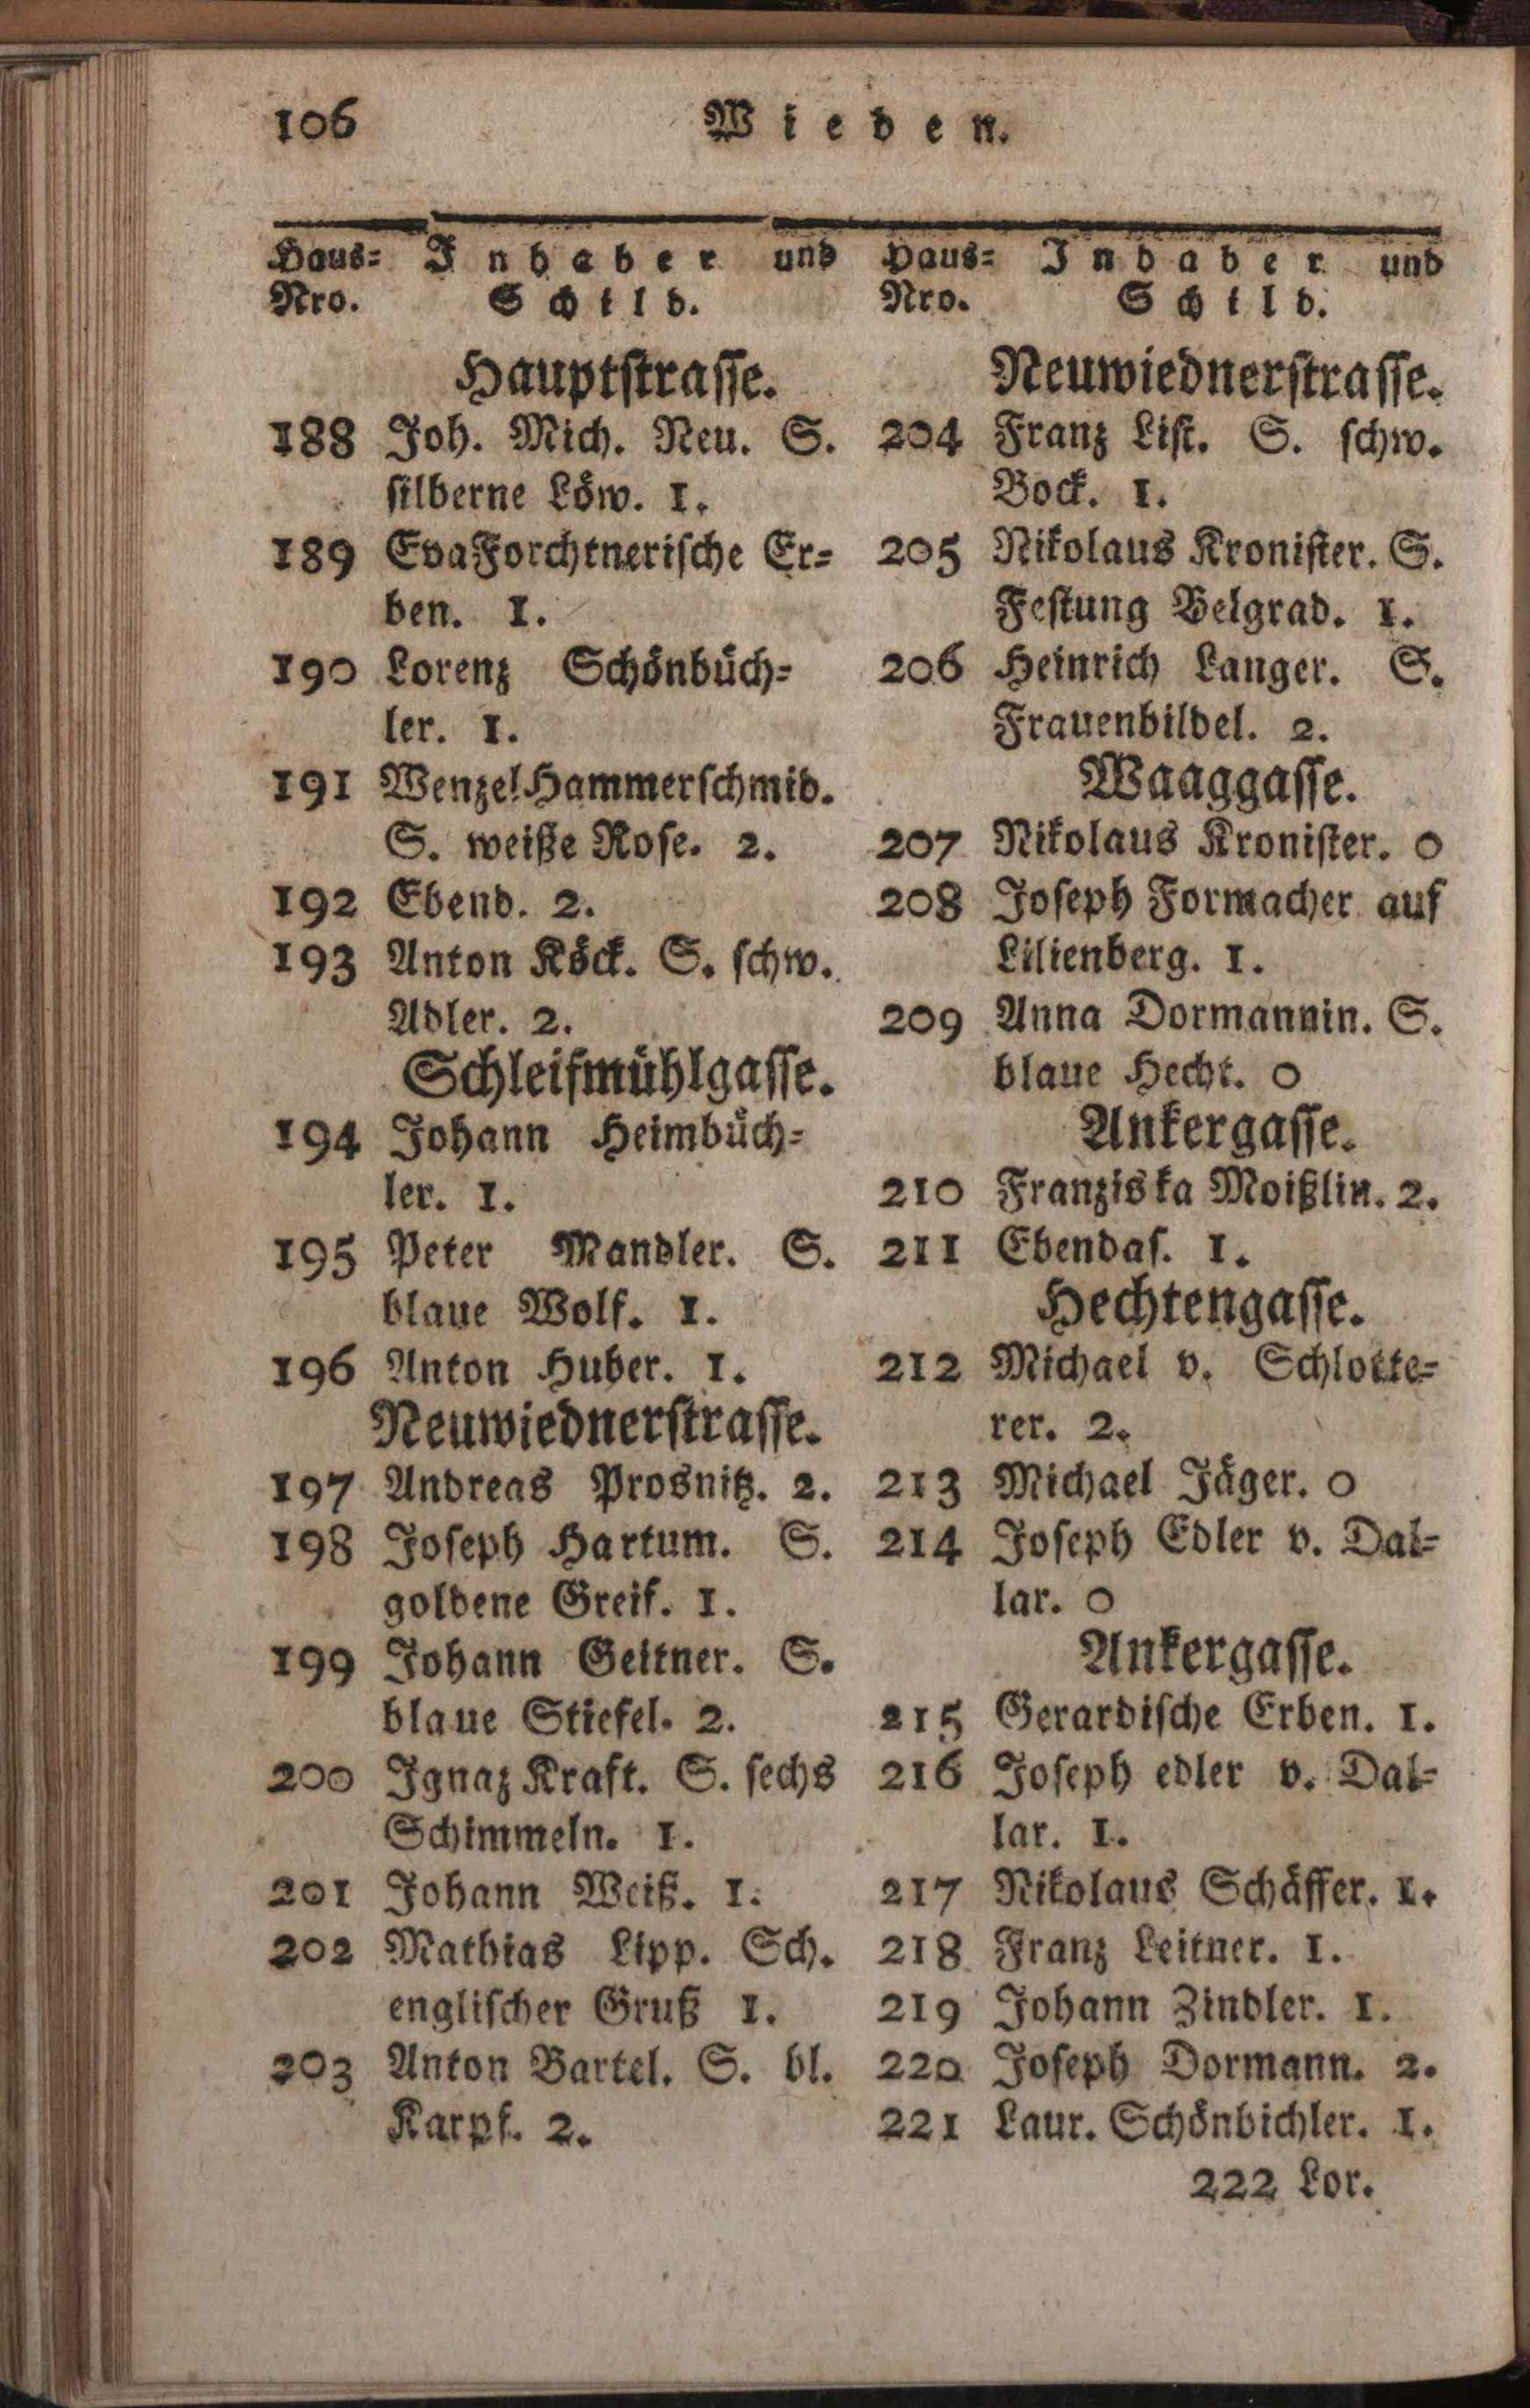 106
Wieden.
Haus= Inhaber und
Nro. Schild.
Hauptstrasse.
188 Joh. Mich. Neu. S.
silberne Löw. 1.
189 Eva Forchtnerische Er=
ben. 1.
190 Lorenz Schönbüch=
ler. 1.
191 Wenzel Hammerschmid.
S. weiße Rose. 2.
192 Ebend. 2.
193 Anton Köck. S. schw.
Adler. 2.
Schleifmühlgasse.
194 Johann Heimbüch=
ler. 1.
195 Peter Mandler. S.
blaue Wolf. 1.
196 Anton Huber. 1.
Neuwiednerstrasse.
197 Andreas Prosnitz. 2.
198 Joseph Hartum. S.
goldene Greif. 1.
199 Johann Geitner. S.
blaue Stiefel. 2.
200 Ignaz Kraft. S. sechs
Schimmeln. 1.
201 Johann Weiß. 1.
202 Mathias Lipp. Sch.
englischer Gruß 1.
203 Anton Bartel. S. bl.
Karpf. 2.
Haus= Inhaber und
Nro. Schild.
Neuwiednerstrasse.
204 Franz List. S. schw.
Bock. 1.
205 Nikolaus Kronister. S.
Festung Belgrad. 1.
206 Heinrich Langer. S.
Frauenbildel. 2.
Waaggasse.
207 Nikolaus Kronister. 0
208 Joseph Formacher auf
Lilienberg. 1.
209 Anna Dormannin. S.
blaue Hecht. 0
Ankergasse.
210 Franziska Moißlin. 2.
211 Ebendas. 1.
Hechtengasse.
212 Michael v. Schlotte=
rer. 2.
213 Michael Jäger. 0
214 Joseph Edler v. Dal=
lar. 0
Ankergasse.
215 Gerardische Erben. 1.
216 Joseph edler v. Dal=
lar. 1.
217 Nikolaus Schäffer. 1.
218 Franz Leitner. 1.
219 Johann Zindler. 1.
220 Joseph Dormann. 2.
221 Laur. Schönbichler. 1.
222 Lor.